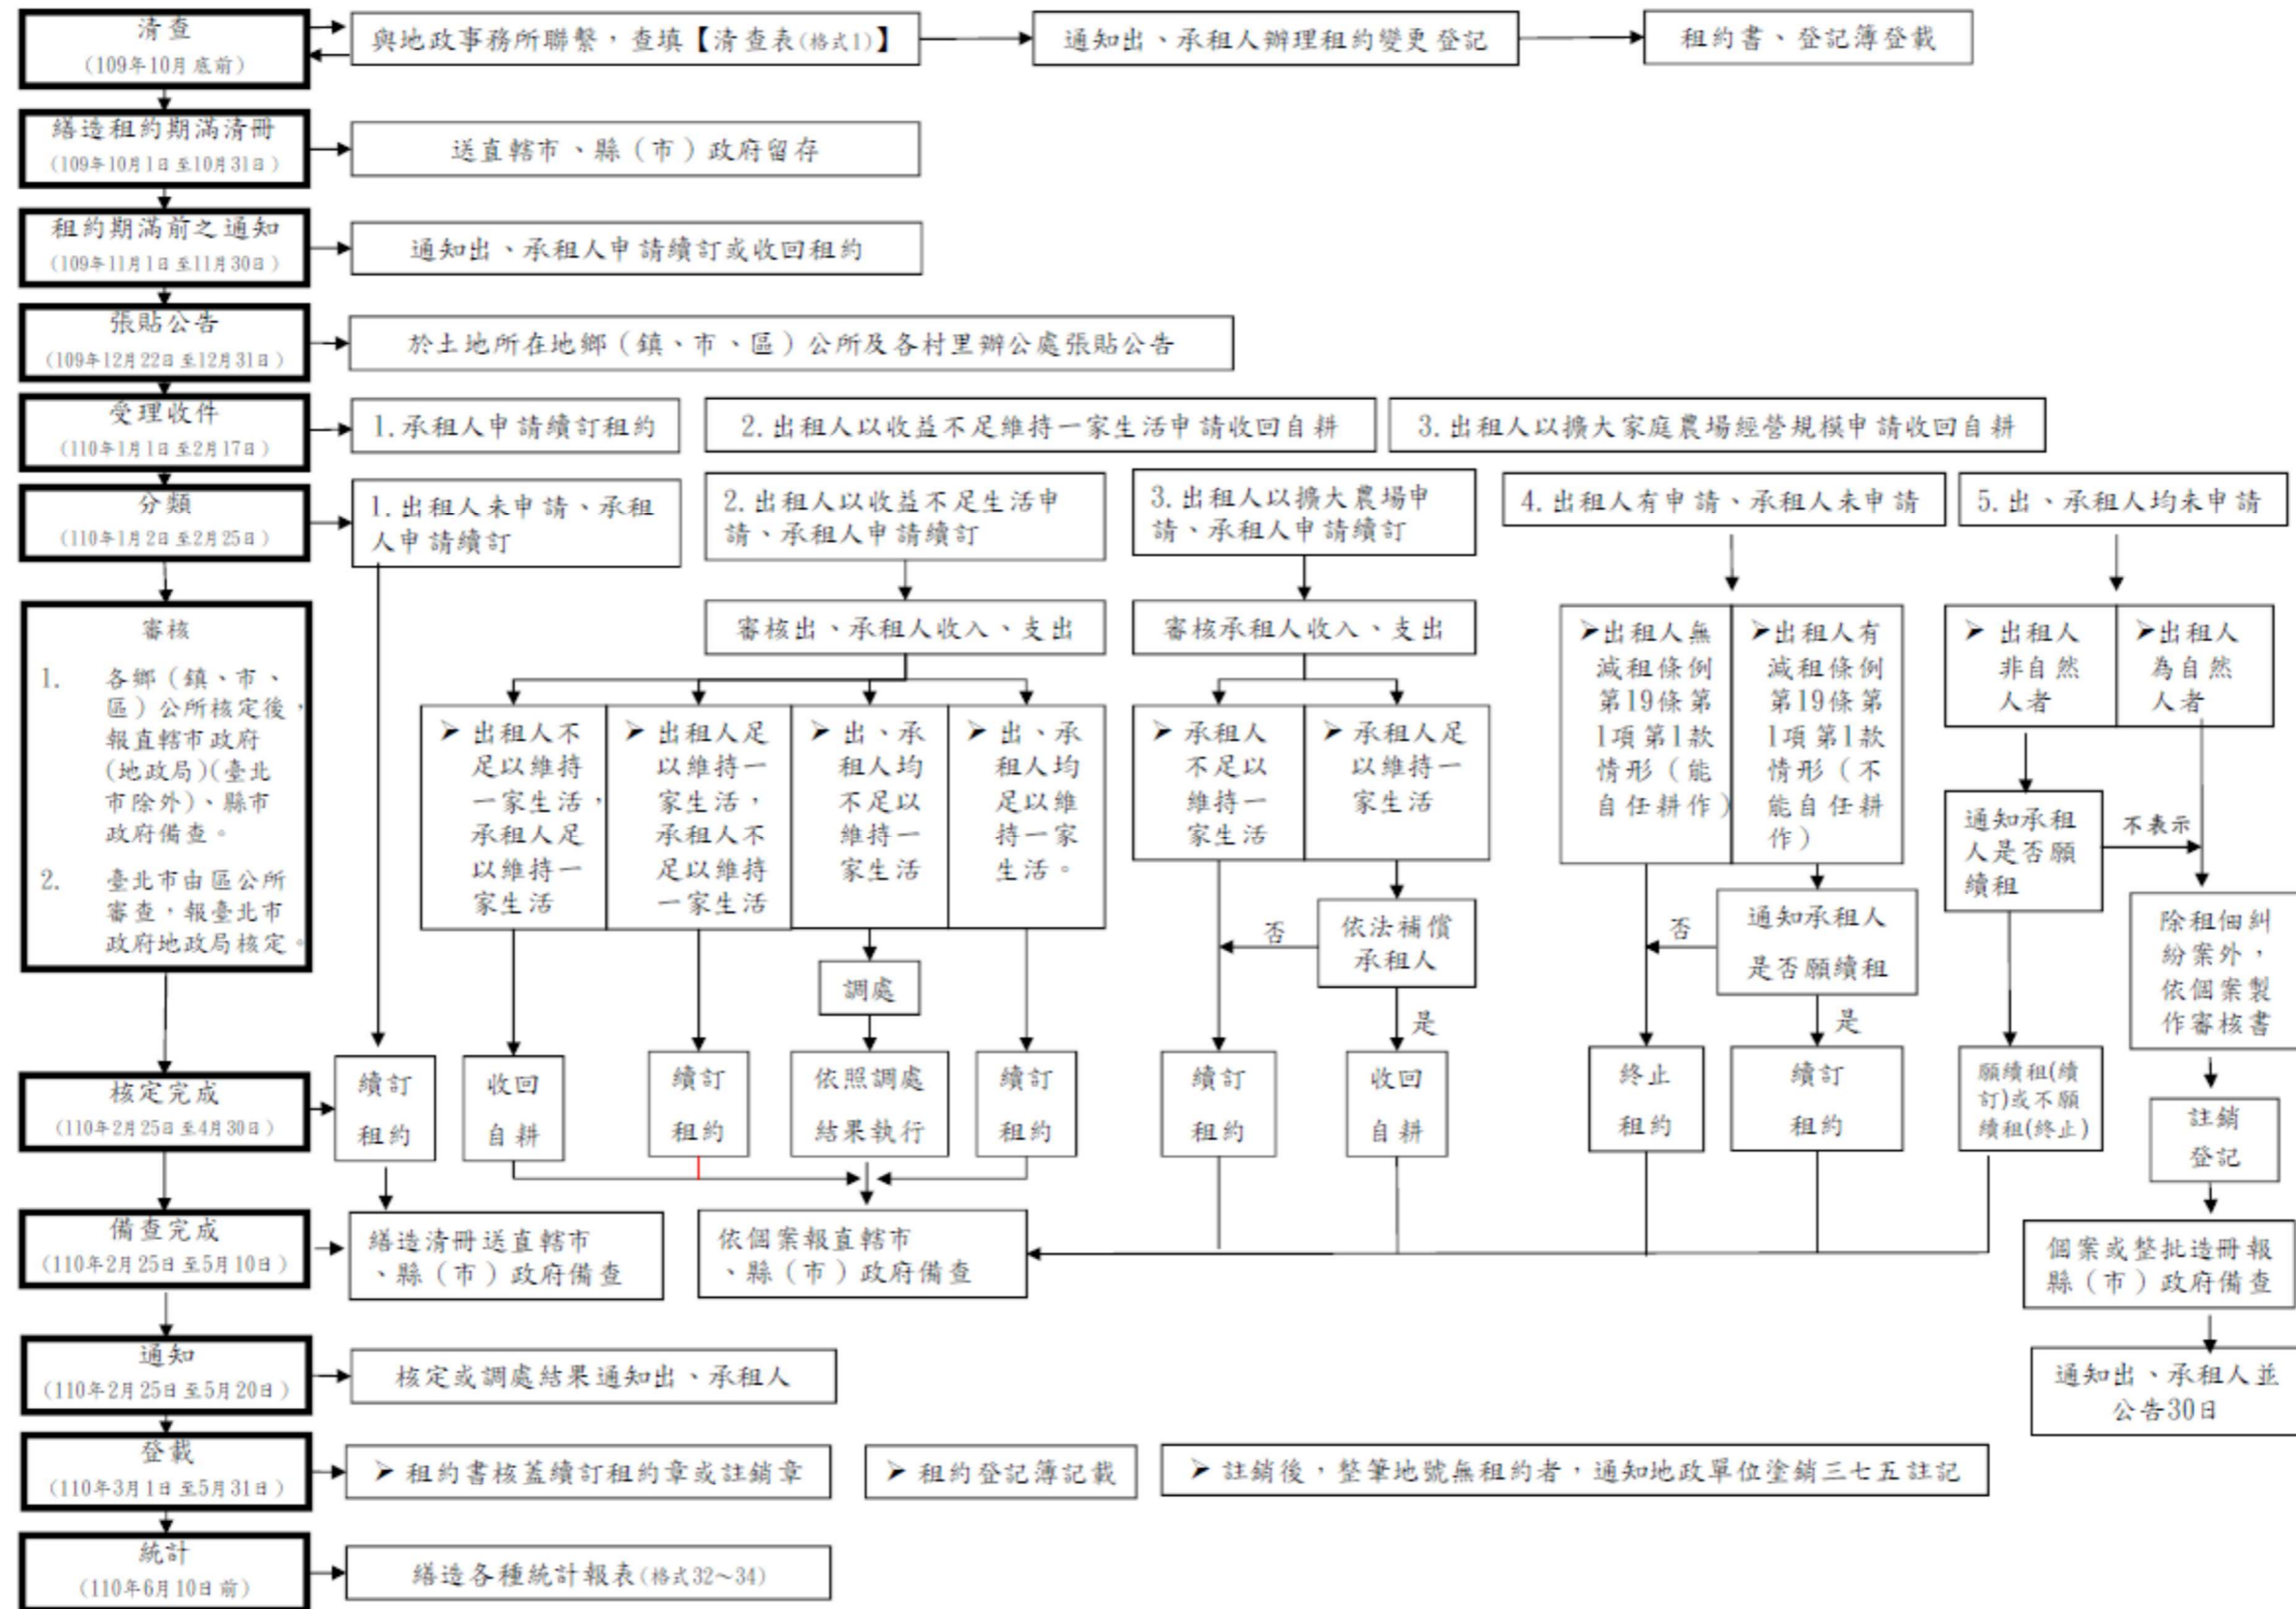 清查
(109年10月底前)
與地政事務所聯繫，查填【清查表(格式1)】
通知出、承租人辦理租約變更登記
租約書、登記簿登載
繕造租約期滿清冊
(109年10月1日至10月31日)
送直轄市、縣（市）政府留存
租約期滿前之通知
(109年11月1日至11月30日)
通知出、承租人申請續訂或收回租約
張貼公告
(109年12月22日至12月31日)
於土地所在地鄉（鎮、市、區）公所及各村里辦公處張貼公告
受理收件
(110年1月1日至2月17日)
1.承租人申請續訂租約
2.出租人以收益不足維持一家生活申請收回自耕
3.出租人以擴大家庭農場經營規模申請收回自耕
分類
(110年1月2日至2月25日)
1.出租人未申請、承租
人申請續訂
2.出租人以收益不足生活申
請、承租人申請續訂
3.出租人以擴大農場申
請、承租人申請續訂
4.出租人有申請、承租人未申請
5.出、承租人均未申請
審核
1. 各鄉（鎮、市、
區）公所核定後，
報直轄市政府
(地政局)(臺北
市除外)、縣市
政府備查。
2. 臺北市由區公所
審查，報臺北市
政府地政局核定。
審核出、承租人收入、支出
審核承租人收入、支出
➢ 出租人不
足以維持
一家生活，
承租人足
以維持一
家生活
➢ 出租人足
以維持一
家生活，
承租人不
足以維持
一家生活
➢ 出、承
租人均
不足以
維持一
家生活
➢ 出、承
租人均
足以維
持一家
生活。
➢ 承租人
不足以
維持一
家生活
➢ 承租人足
以維持一
家生活
➢出租人無
減租條例
第19條第
1項第1款
情形（能
自任耕作）
➢出租人有
減租條例
第19條第
1項第1款
情形（不
能自任耕
作）
➢ 出租人
非自然
人者
➢出租人
為自然
人者
調處
否
依法補償
承租人
是
否
通知承租人
是否願續租
是
通知承租
人是否願
續租
不表示
除租佃糾
紛案外，
依個案製
作審核書
核定完成
(110年2月25日至4月30日)
續訂
租約
收回
自耕
續訂
租約
依照調處
結果執行
續訂
租約
續訂
租約
收回
自耕
終止
租約
續訂
租約
願續租(續
訂)或不願
續租(終止)
註銷
登記
備查完成
(110年2月25日至5月10日)
繕造清冊送直轄市
、縣（市）政府備查
依個案報直轄市
、縣（市）政府備查
個案或整批造冊報
縣（市）政府備查
通知
(110年2月25日至5月20日)
核定或調處結果通知出、承租人
通知出、承租人並
公告30日
登載
(110年3月1日至5月31日)
➢ 租約書核蓋續訂租約章或註銷章
➢ 租約登記簿記載
➢ 註銷後，整筆地號無租約者，通知地政單位塗銷三七五註記
統計
(110年6月10日前)
繕造各種統計報表(格式32～34)